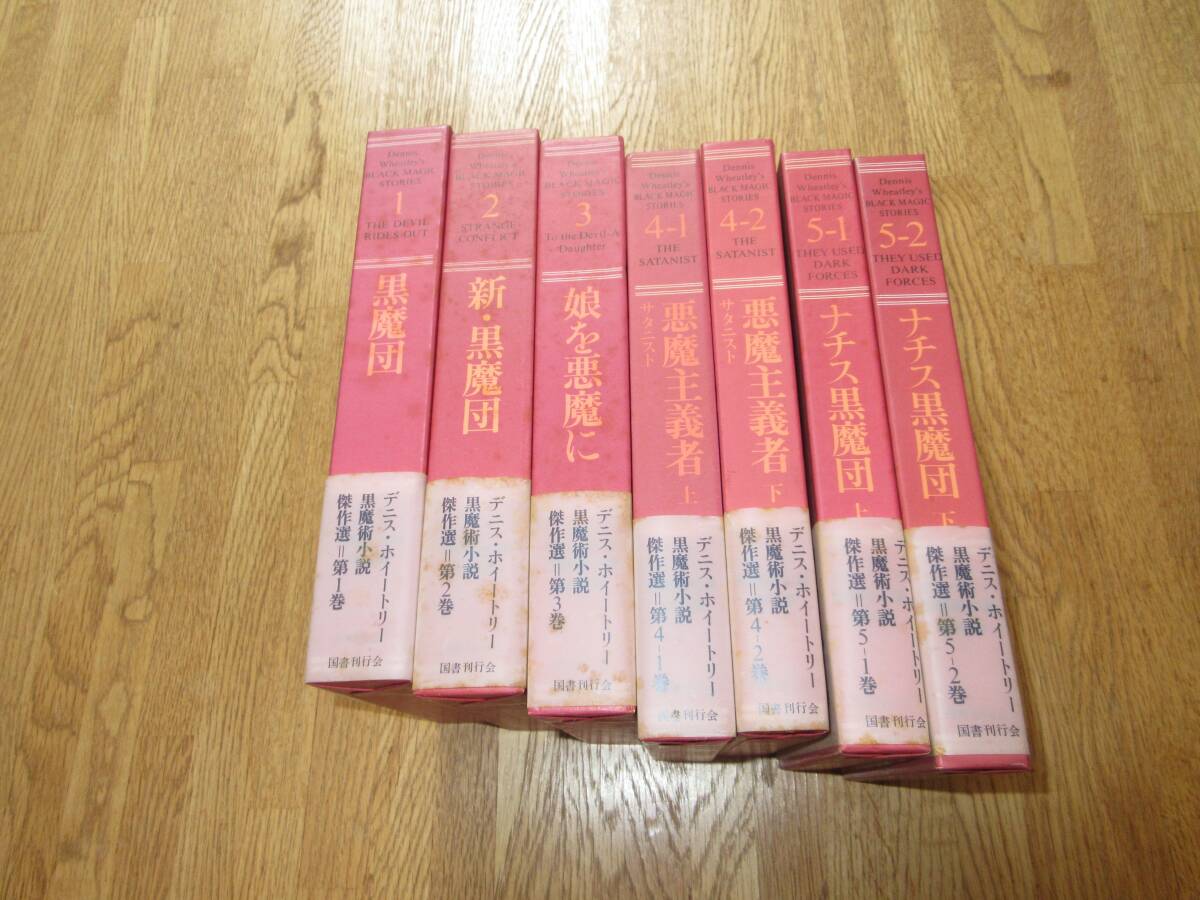 Dennis
Wheatley's
BLACK MAGIC
STORIES
1
THE DEVIL
RIDES OUT
黒魔団
デニス・ホイートリー
黒魔術小説
傑作選=第1巻
国書刊行会
Dennis
Wheatley's
BLACK MAGIC
STORIES
2
STRANGE
CONFLICT
新・黒魔団
デニス・ホイートリー
黒魔術小説
傑作選=第2巻
国書刊行会
Dennis
Wheatley's
BLACK MAGIC
STORIES
3
To the Devil-A
Daughter
娘を悪魔に
デニス・ホイートリー
黒魔術小説
傑作選=第3巻
国書刊行会
Dennis
Wheatley's
BLACK MAGIC
STORIES
4-1
THE
SATANIST
悪魔主義者 上
サタニスト
デニス・ホイートリー
黒魔術小説
傑作選=第4-1巻
国書刊行会
Dennis
Wheatley's
BLACK MAGIC
STORIES
4-2
THE
SATANIST
悪魔主義者 下
サタニスト
デニス・ホイートリー
黒魔術小説
傑作選=第4-2巻
国書刊行会
Dennis
Wheatley's
BLACK MAGIC
STORIES
5-1
THEY USED
DARK
FORCES
ナチス黒魔団 上
デニス・ホイートリー
黒魔術小説
傑作選=第5-1巻
国書刊行会
Dennis
Wheatley's
BLACK MAGIC
STORIES
5-2
THEY USED
DARK
FORCES
ナチス黒魔団 下
デニス・ホイートリー
黒魔術小説
傑作選=第5-2巻
国書刊行会